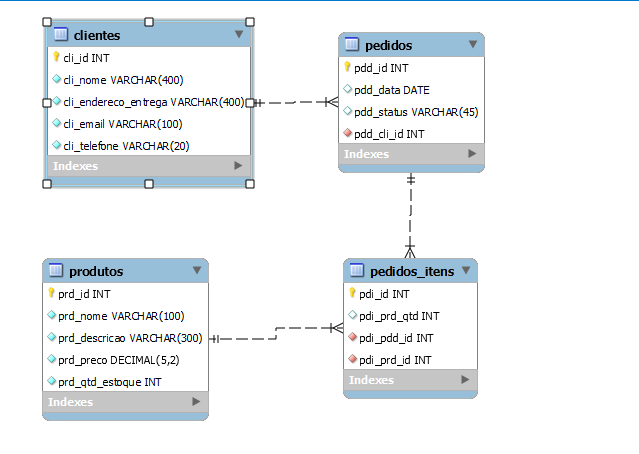 clientes
cli_id INT
cli_nome VARCHAR(400)
cli_endereco_entrega VARCHAR(400)
cli_email VARCHAR(100)
cli_telefone VARCHAR(20)
Indexes
pedidos
pdd_id INT
pdd_data DATE
pdd_status VARCHAR(45)
pdd_cli_id INT
Indexes
produtos
prd_id INT
prd_nome VARCHAR(100)
prd_descricao VARCHAR(300)
prd_preco DECIMAL(5,2)
prd_qtd_estoque INT
Indexes
pedidos_itens
pdi_id INT
pdi_prd_qtd INT
pdi_pdd_id INT
pdi_prd_id INT
Indexes